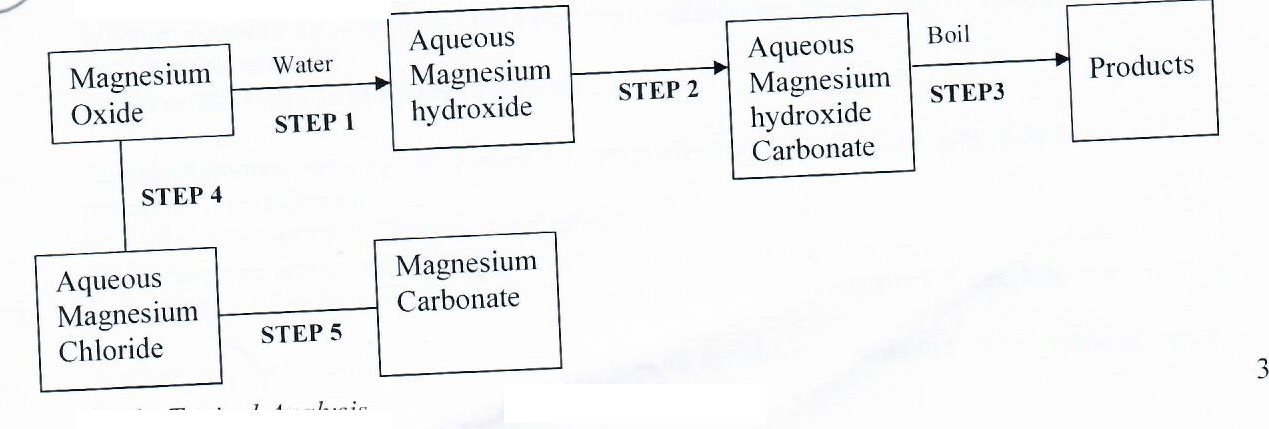 Magnesium
Oxide
Water
STEP 1
Aqueous
Magnesium
hydroxide
STEP 2
Aqueous
Magnesium
hydroxide
Carbonate
Boil
STEP3
Products
STEP 4
Aqueous
Magnesium
Chloride
STEP 5
Magnesium
Carbonate
3
Analysis